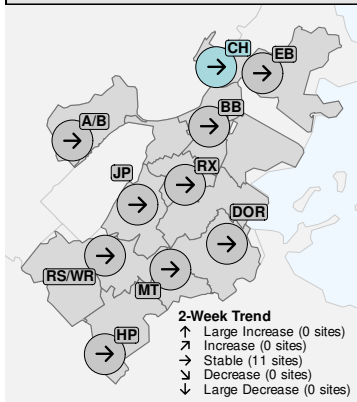 CH
EB
BB
A/B
RX
JP
DOR
RS/WR
MT
HP
2-Week Trend
↑ Large Increase (0 sites)
↗ Increase (0 sites)
→ Stable (11 sites)
↘ Decrease (0 sites)
↓ Large Decrease (0 sites)